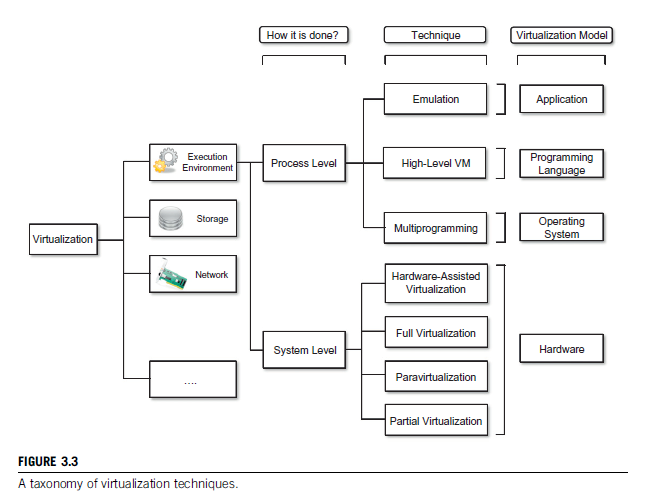 How it is done?
Technique
Virtualization Model
Emulation
Application
Execution
Environment
Process Level
High-Level VM
Programming
Language
Storage
Multiprogramming
Operating
System
Virtualization
Network
Hardware-Assisted
Virtualization
System Level
Full Virtualization
Hardware
Paravirtualization
....
Partial Virtualization
FIGURE 3.3
A taxonomy of virtualization techniques.